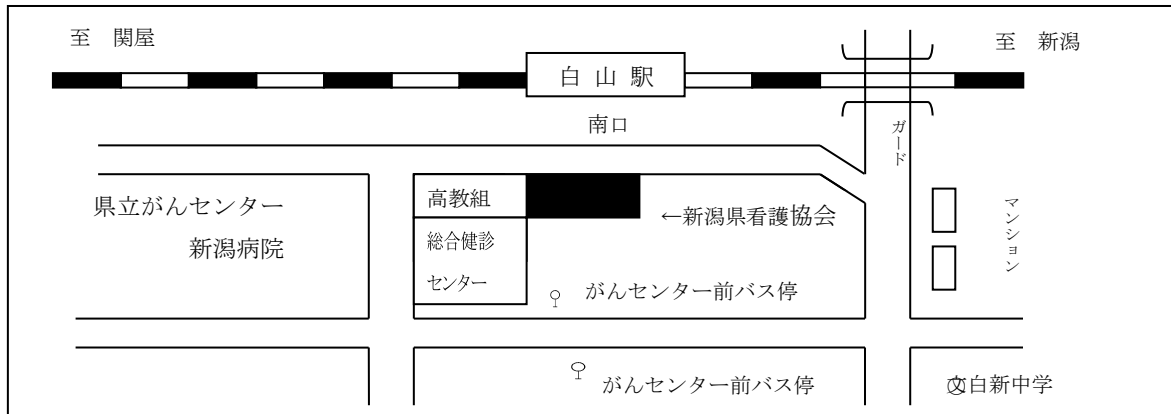 至　関屋
至　新潟
白 山 駅
南口
ガード
県立がんセンター
新潟病院
高教組
←新潟県看護協会
マンション
総合健診
センター
がんセンター前バス停
がんセンター前バス停
文白新中学